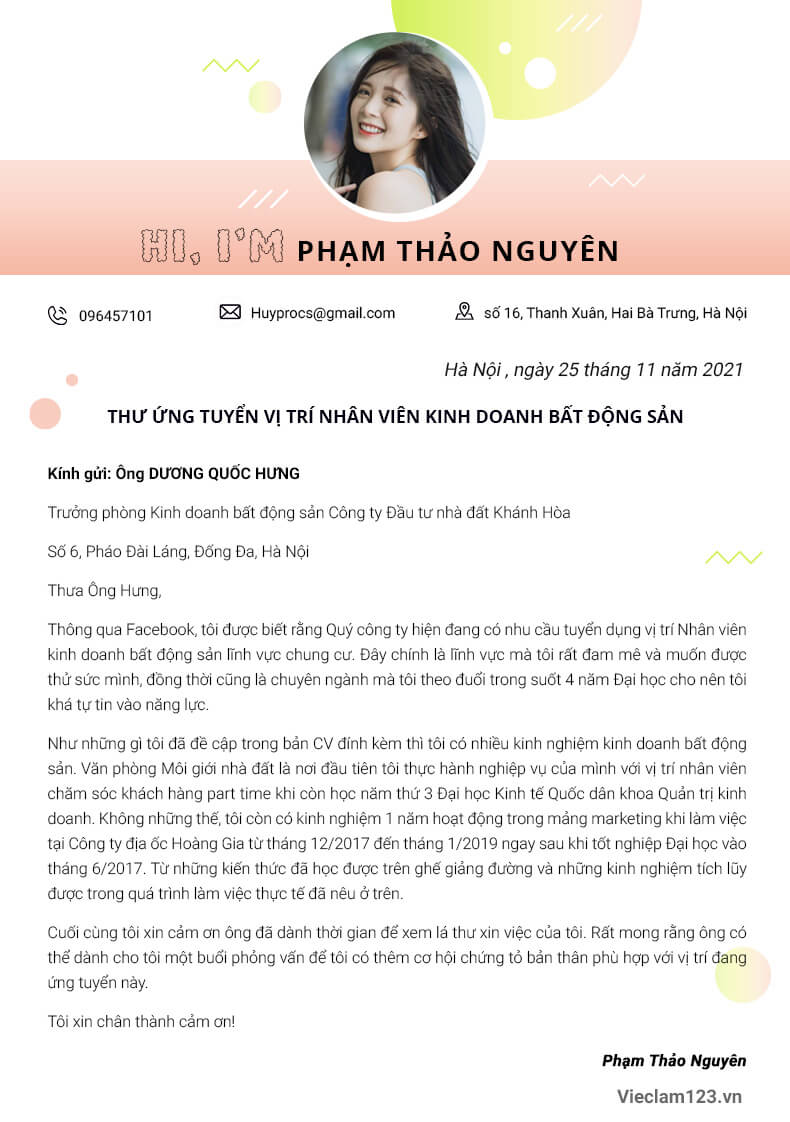 HI, I'M PHẠM THẢO NGUYÊN
096457101
Huyprocs@gmail.com
số 16, Thanh Xuân, Hai Bà Trưng, Hà Nội
Hà Nội , ngày 25 tháng 11 năm 2021
THƯ ỨNG TUYỂN VỊ TRÍ NHÂN VIÊN KINH DOANH BẤT ĐỘNG SẢN
Kính gửi: Ông DƯƠNG QUỐC HƯNG
Trưởng phòng Kinh doanh bất động sản Công ty Đầu tư nhà đất Khánh Hòa
Số 6, Pháo Đài Láng, Đống Đa, Hà Nội
Thưa Ông Hưng,
Thông qua Facebook, tôi được biết rằng Quý công ty hiện đang có nhu cầu tuyển dụng vị trí Nhân viên
kinh doanh bất động sản lĩnh vực chung cư. Đây chính là lĩnh vực mà tôi rất đam mê và muốn được
thử sức mình, đồng thời cũng là chuyên ngành mà tôi theo đuổi trong suốt 4 năm Đại học cho nên tôi
khá tự tin vào năng lực.
Như những gì tôi đã đề cập trong bản CV đính kèm thì tôi có nhiều kinh nghiệm kinh doanh bất động
sản. Văn phòng Môi giới nhà đất là nơi đầu tiên tôi thực hành nghiệp vụ của mình với vị trí nhân viên
chăm sóc khách hàng part time khi còn học năm thứ 3 Đại học Kinh tế Quốc dân khoa Quản trị kinh
doanh. Không những thế, tôi còn có kinh nghiệm 1 năm hoạt động trong mảng marketing khi làm việc
tại Công ty địa ốc Hoàng Gia từ tháng 12/2017 đến tháng 1/2019 ngay sau khi tốt nghiệp Đại học vào
tháng 6/2017. Từ những kiến thức đã học được trên ghế giảng đường và những kinh nghiệm tích lũy
được trong quá trình làm việc thực tế đã nêu ở trên.
Cuối cùng tôi xin cảm ơn ông đã dành thời gian để xem lá thư xin việc của tôi. Rất mong rằng ông có
thể dành cho tôi một buổi phỏng vấn để tôi có thêm cơ hội chứng tỏ bản thân phù hợp với vị trí đang
ứng tuyển này.
Tôi xin chân thành cảm ơn!
Phạm Thảo Nguyên
Vieclam123.vn